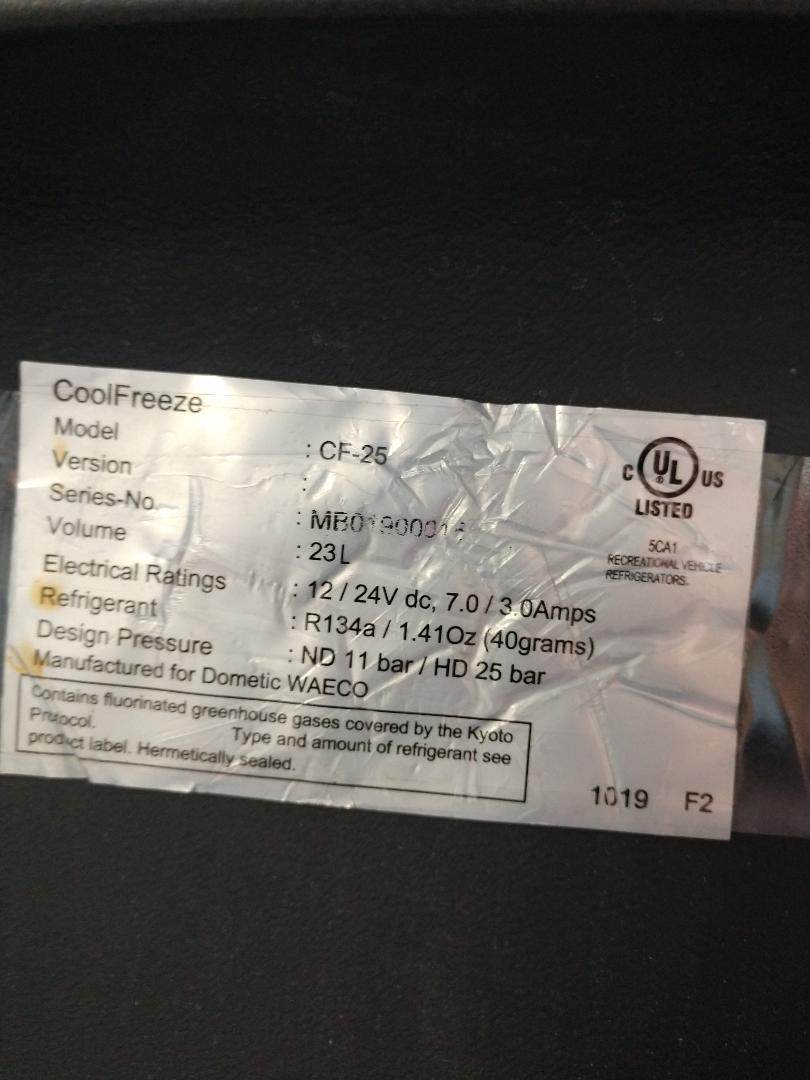 CoolFreeze
Model : CF-25
Version :
Series-No. :
Volume : 23L
Electrical Ratings : 12 / 24V dc, 7.0 / 3.0Amps
Refrigerant : R134a / 1.41Oz (40grams)
Design Pressure : ND 11 bar / HD 25 bar
Manufactured for Dometic WAECO
Contains fluorinated greenhouse gases covered by the Kyoto
Protocol. Type and amount of refrigerant see
product label. Hermetically sealed.
C UL US
®
LISTED
5CA1
RECREATIONAL VEHICLE
REFRIGERATORS.
1019 F2